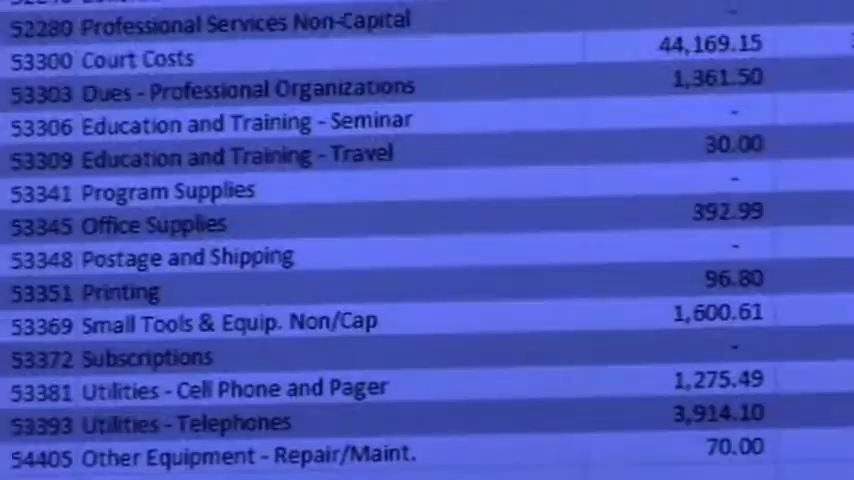 52280 Professional Services Non-Capital -
53300 Court Costs 44,169.15
53303 Dues - Professional Organizations 1,361.50
53306 Education and Training - Seminar -
53309 Education and Training - Travel 30.00
53341 Program Supplies -
53345 Office Supplies 392.99
53348 Postage and Shipping -
53351 Printing 96.80
53369 Small Tools & Equip. Non/Cap 1,600.61
53372 Subscriptions -
53381 Utilities - Cell Phone and Pager 1,275.49
53393 Utilities - Telephones 3,914.10
54405 Other Equipment - Repair/Maint. 70.00